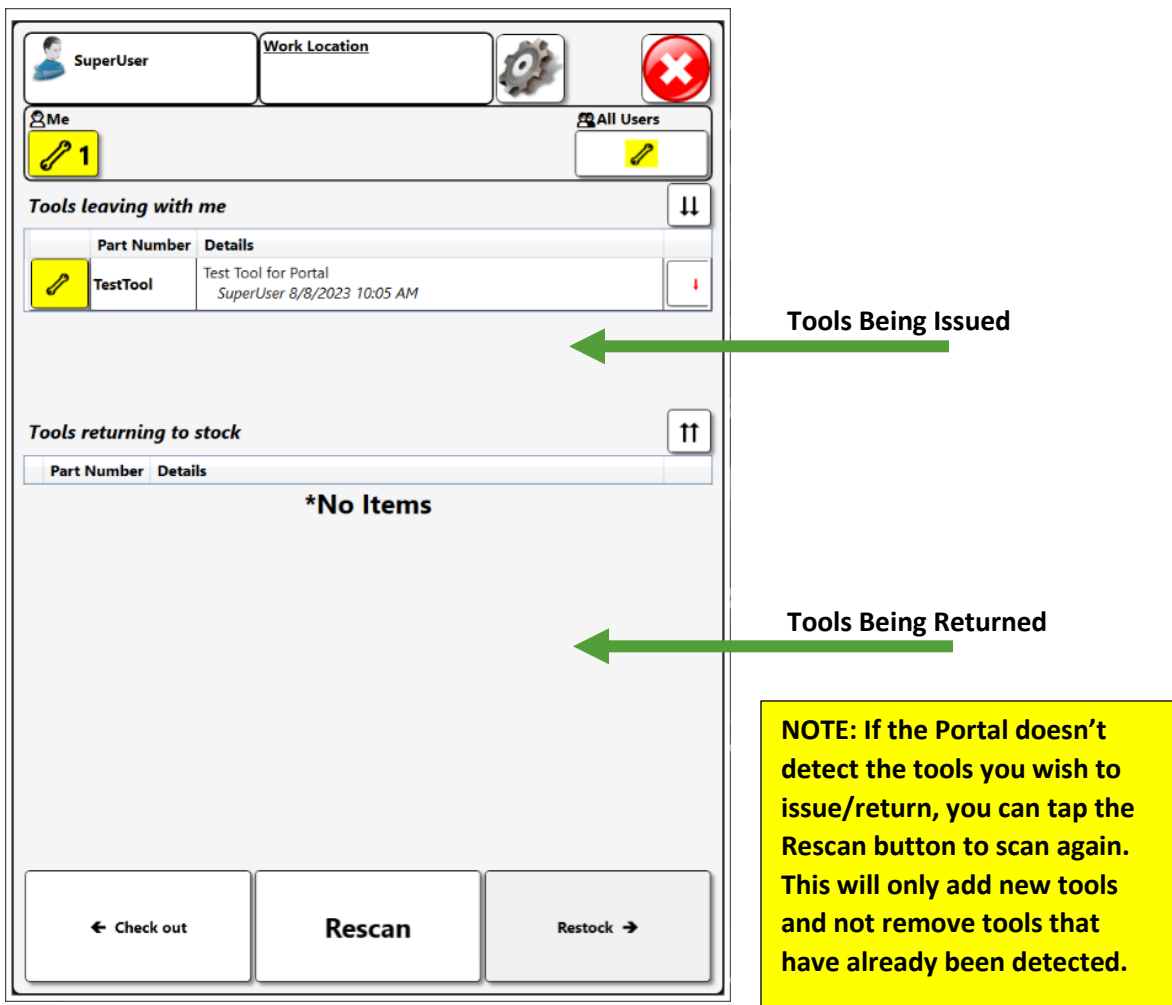 SuperUser
Work Location
Me
All Users
1
Tools leaving with me
Part Number Details
TestTool
Test Tool for Portal
SuperUser 8/8/2023 10:05 AM
Tools Being Issued
Tools returning to stock
Part Number Details
*No Items
Tools Being Returned
NOTE: If the Portal doesn’t
detect the tools you wish to
issue/return, you can tap the
Rescan button to scan again.
This will only add new tools
and not remove tools that
have already been detected.
← Check out
Rescan
Restock →